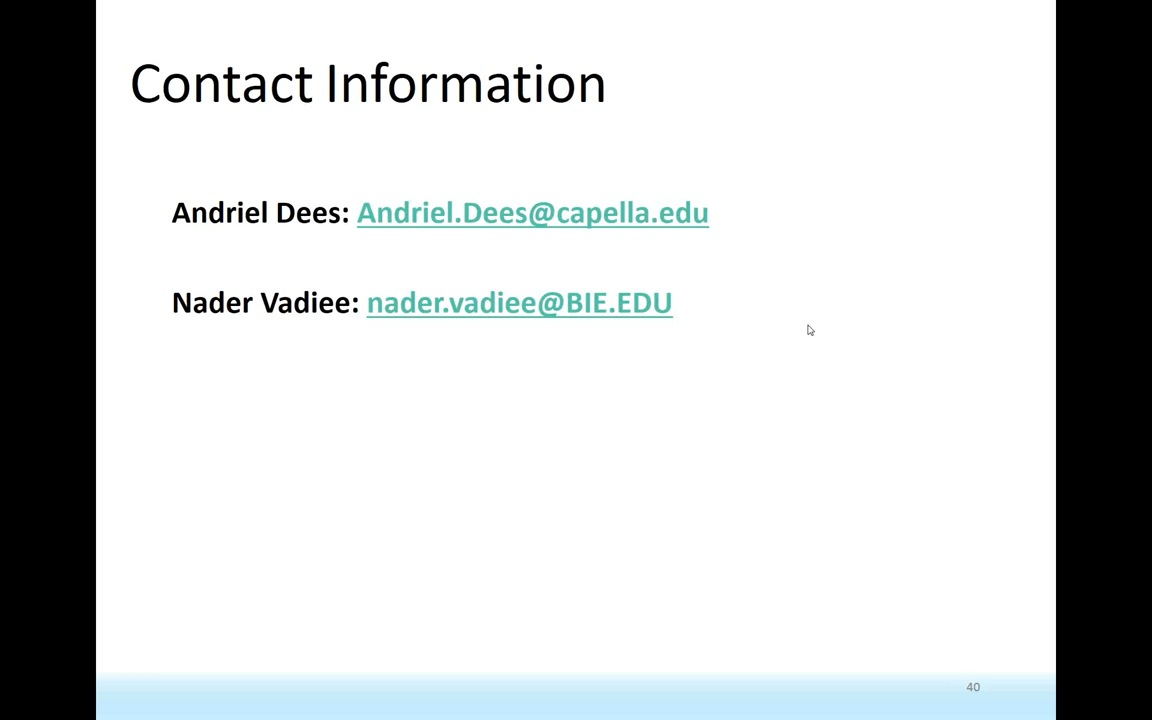 Contact Information
Andriel Dees: Andriel.Dees@capella.edu
Nader Vadiee: nader.vadiee@BIE.EDU
40